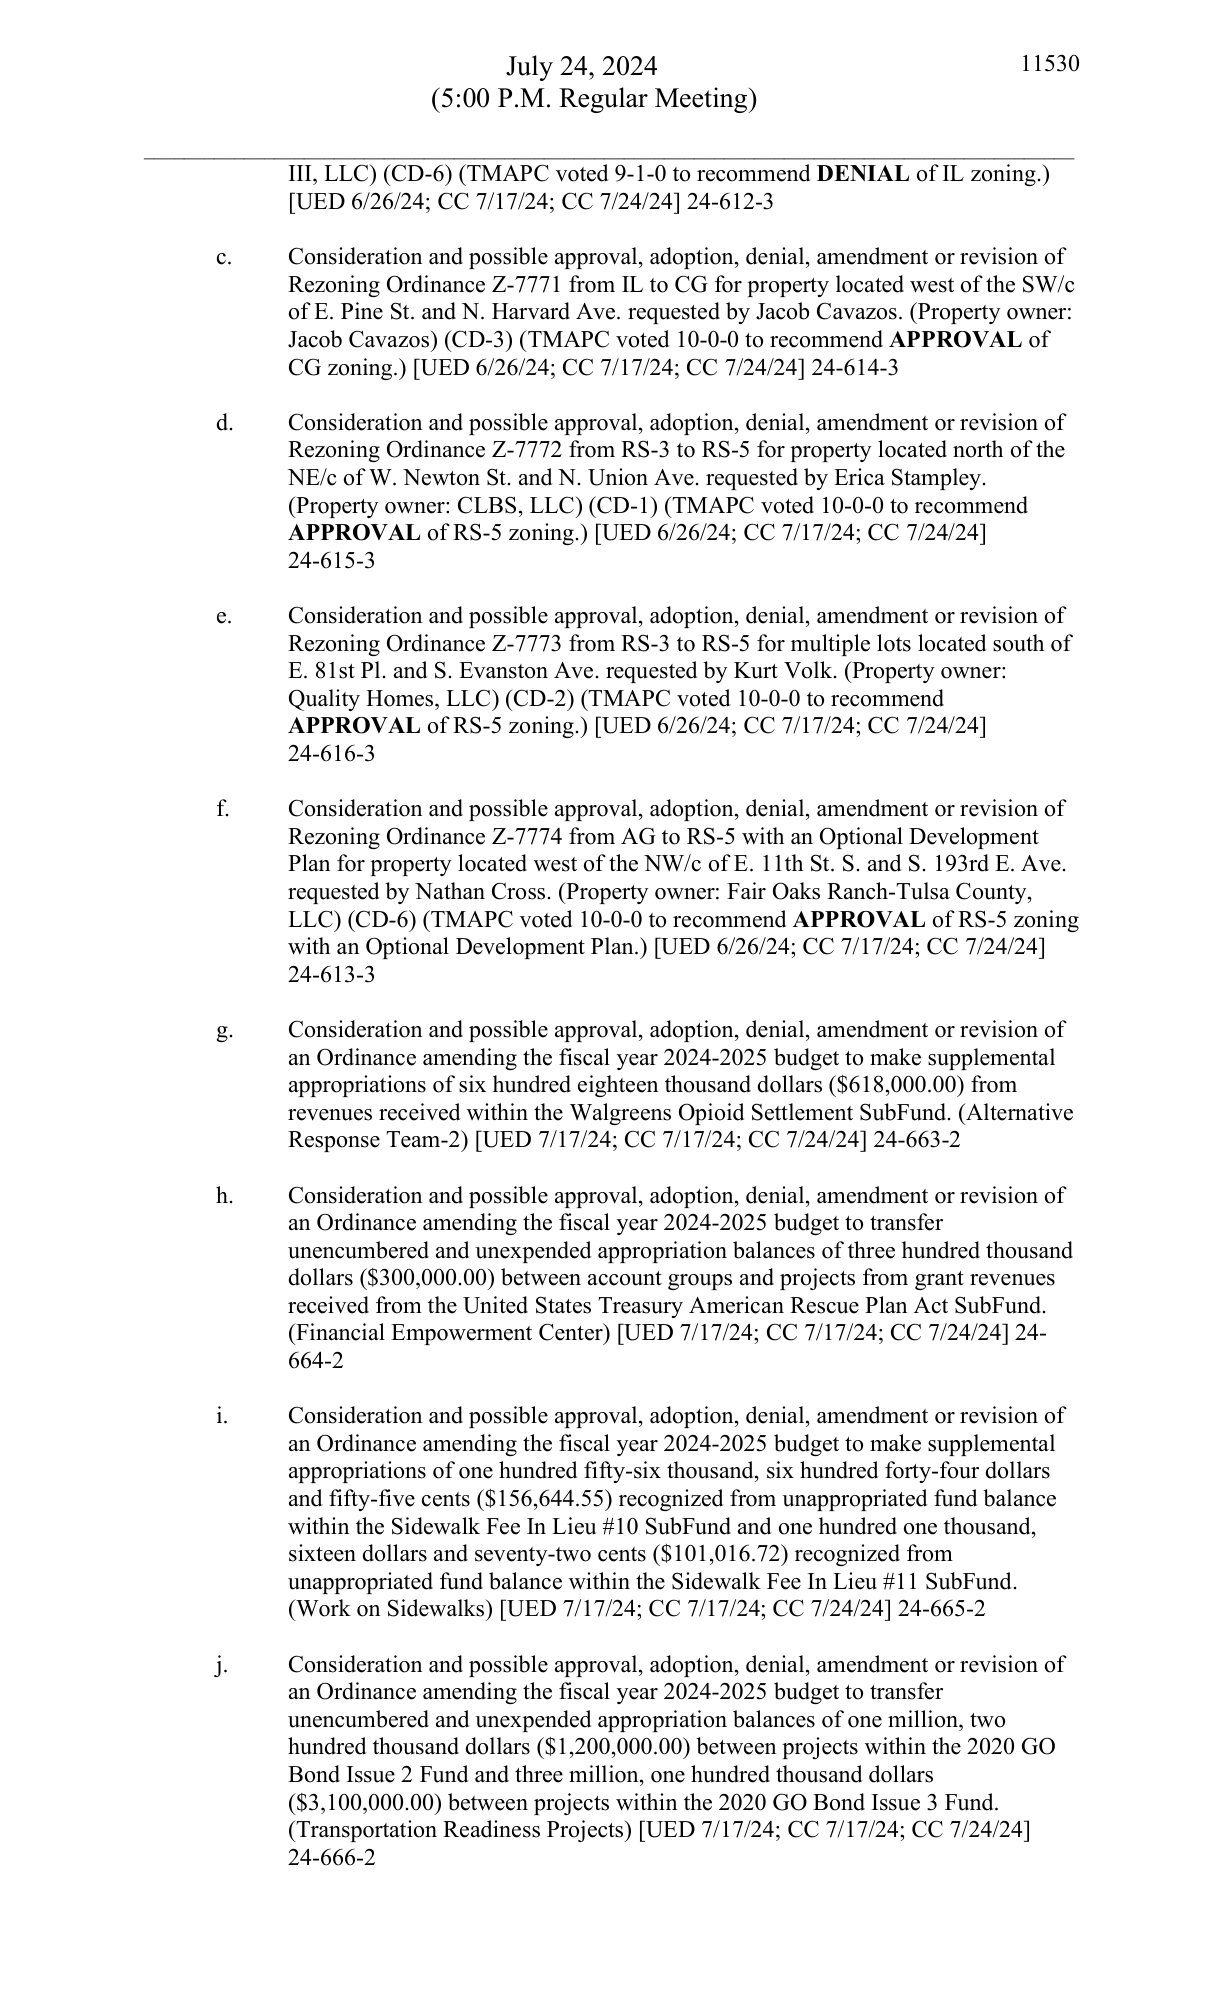 July 24, 2024
11530
(5:00 P.M. Regular Meeting)
III, LLC) (CD-6) (TMAPC voted 9-1-0 to recommend DENIAL of IL zoning.)
[UED 6/26/24; CC 7/17/24; CC 7/24/24] 24-612-3
c. Consideration and possible approval, adoption, denial, amendment or revision of
Rezoning Ordinance Z-7771 from IL to CG for property located west of the SW/c
of E. Pine St. and N. Harvard Ave. requested by Jacob Cavazos. (Property owner:
Jacob Cavazos) (CD-3) (TMAPC voted 10-0-0 to recommend APPROVAL of
CG zoning.) [UED 6/26/24; CC 7/17/24; CC 7/24/24] 24-614-3
d. Consideration and possible approval, adoption, denial, amendment or revision of
Rezoning Ordinance Z-7772 from RS-3 to RS-5 for property located north of the
NE/c of W. Newton St. and N. Union Ave. requested by Erica Stampley.
(Property owner: CLBS, LLC) (CD-1) (TMAPC voted 10-0-0 to recommend
APPROVAL of RS-5 zoning.) [UED 6/26/24; CC 7/17/24; CC 7/24/24]
24-615-3
e. Consideration and possible approval, adoption, denial, amendment or revision of
Rezoning Ordinance Z-7773 from RS-3 to RS-5 for multiple lots located south of
E. 81st Pl. and S. Evanston Ave. requested by Kurt Volk. (Property owner:
Quality Homes, LLC) (CD-2) (TMAPC voted 10-0-0 to recommend
APPROVAL of RS-5 zoning.) [UED 6/26/24; CC 7/17/24; CC 7/24/24]
24-616-3
f. Consideration and possible approval, adoption, denial, amendment or revision of
Rezoning Ordinance Z-7774 from AG to RS-5 with an Optional Development
Plan for property located west of the NW/c of E. 11th St. S. and S. 193rd E. Ave.
requested by Nathan Cross. (Property owner: Fair Oaks Ranch-Tulsa County,
LLC) (CD-6) (TMAPC voted 10-0-0 to recommend APPROVAL of RS-5 zoning
with an Optional Development Plan.) [UED 6/26/24; CC 7/17/24; CC 7/24/24]
24-613-3
g. Consideration and possible approval, adoption, denial, amendment or revision of
an Ordinance amending the fiscal year 2024-2025 budget to make supplemental
appropriations of six hundred eighteen thousand dollars ($618,000.00) from
revenues received within the Walgreens Opioid Settlement SubFund. (Alternative
Response Team-2) [UED 7/17/24; CC 7/17/24; CC 7/24/24] 24-663-2
h. Consideration and possible approval, adoption, denial, amendment or revision of
an Ordinance amending the fiscal year 2024-2025 budget to transfer
unencumbered and unexpended appropriation balances of three hundred thousand
dollars ($300,000.00) between account groups and projects from grant revenues
received from the United States Treasury American Rescue Plan Act SubFund.
(Financial Empowerment Center) [UED 7/17/24; CC 7/17/24; CC 7/24/24] 24-
664-2
i. Consideration and possible approval, adoption, denial, amendment or revision of
an Ordinance amending the fiscal year 2024-2025 budget to make supplemental
appropriations of one hundred fifty-six thousand, six hundred forty-four dollars
and fifty-five cents ($156,644.55) recognized from unappropriated fund balance
within the Sidewalk Fee In Lieu #10 SubFund and one hundred one thousand,
sixteen dollars and seventy-two cents ($101,016.72) recognized from
unappropriated fund balance within the Sidewalk Fee In Lieu #11 SubFund.
(Work on Sidewalks) [UED 7/17/24; CC 7/17/24; CC 7/24/24] 24-665-2
j. Consideration and possible approval, adoption, denial, amendment or revision of
an Ordinance amending the fiscal year 2024-2025 budget to transfer
unencumbered and unexpended appropriation balances of one million, two
hundred thousand dollars ($1,200,000.00) between projects within the 2020 GO
Bond Issue 2 Fund and three million, one hundred thousand dollars
($3,100,000.00) between projects within the 2020 GO Bond Issue 3 Fund.
(Transportation Readiness Projects) [UED 7/17/24; CC 7/17/24; CC 7/24/24]
24-666-2